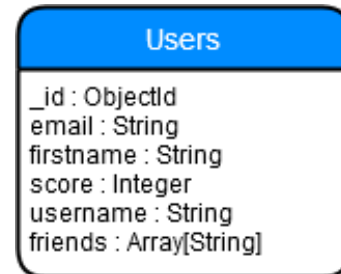 Users
_id : ObjectId
email : String
firstname : String
score : Integer
username : String
friends : Array[String]